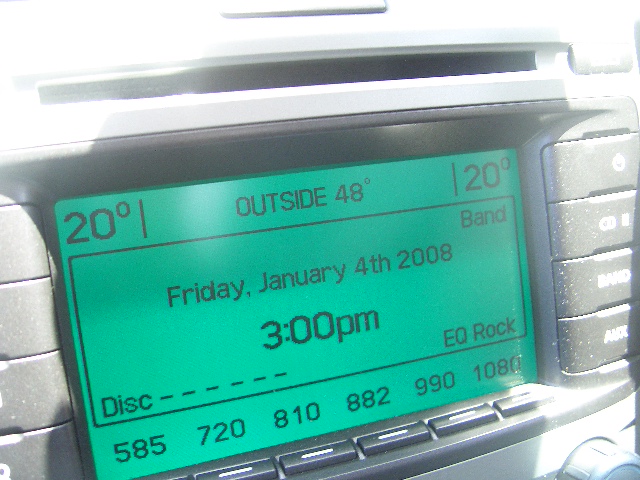 20° OUTSIDE 48° 20°
Band
Friday, January 4th 2008
3:00pm
EQ Rock
Disc - - - - - -
585 720 810 882 990 1080
CD
BAND
AUX